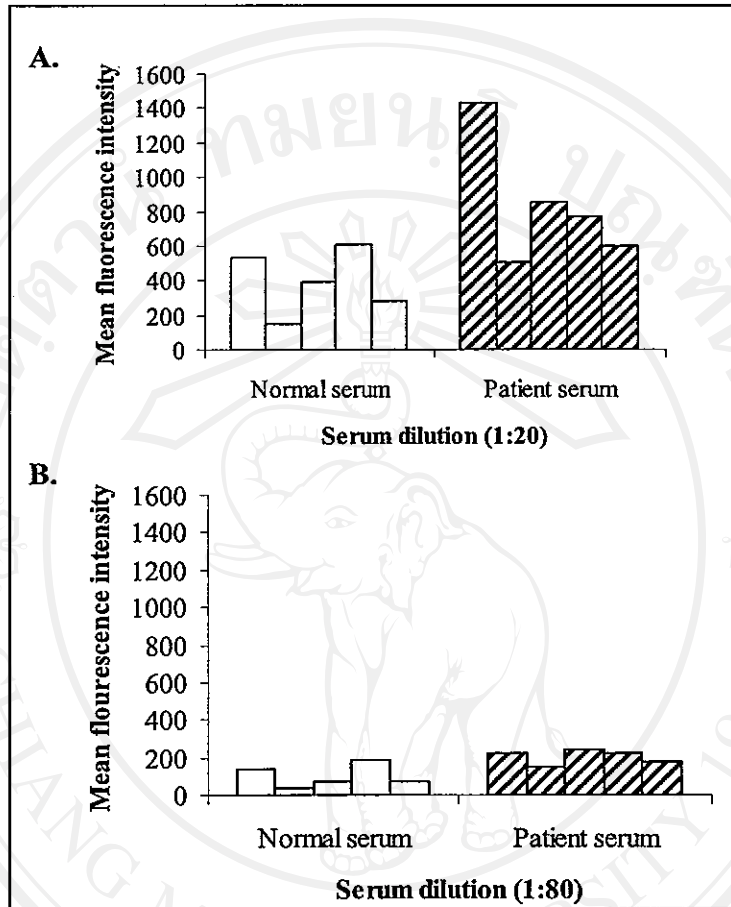 A.
Mean fluorescence intensity
1600
1400
1200
1000
800
600
400
200
0
Normal serum Patient serum
Serum dilution (1:20)
B.
Mean flourescence intensity
1600
1400
1200
1000
800
600
400
200
0
Normal serum Patient serum
Serum dilution (1:80)